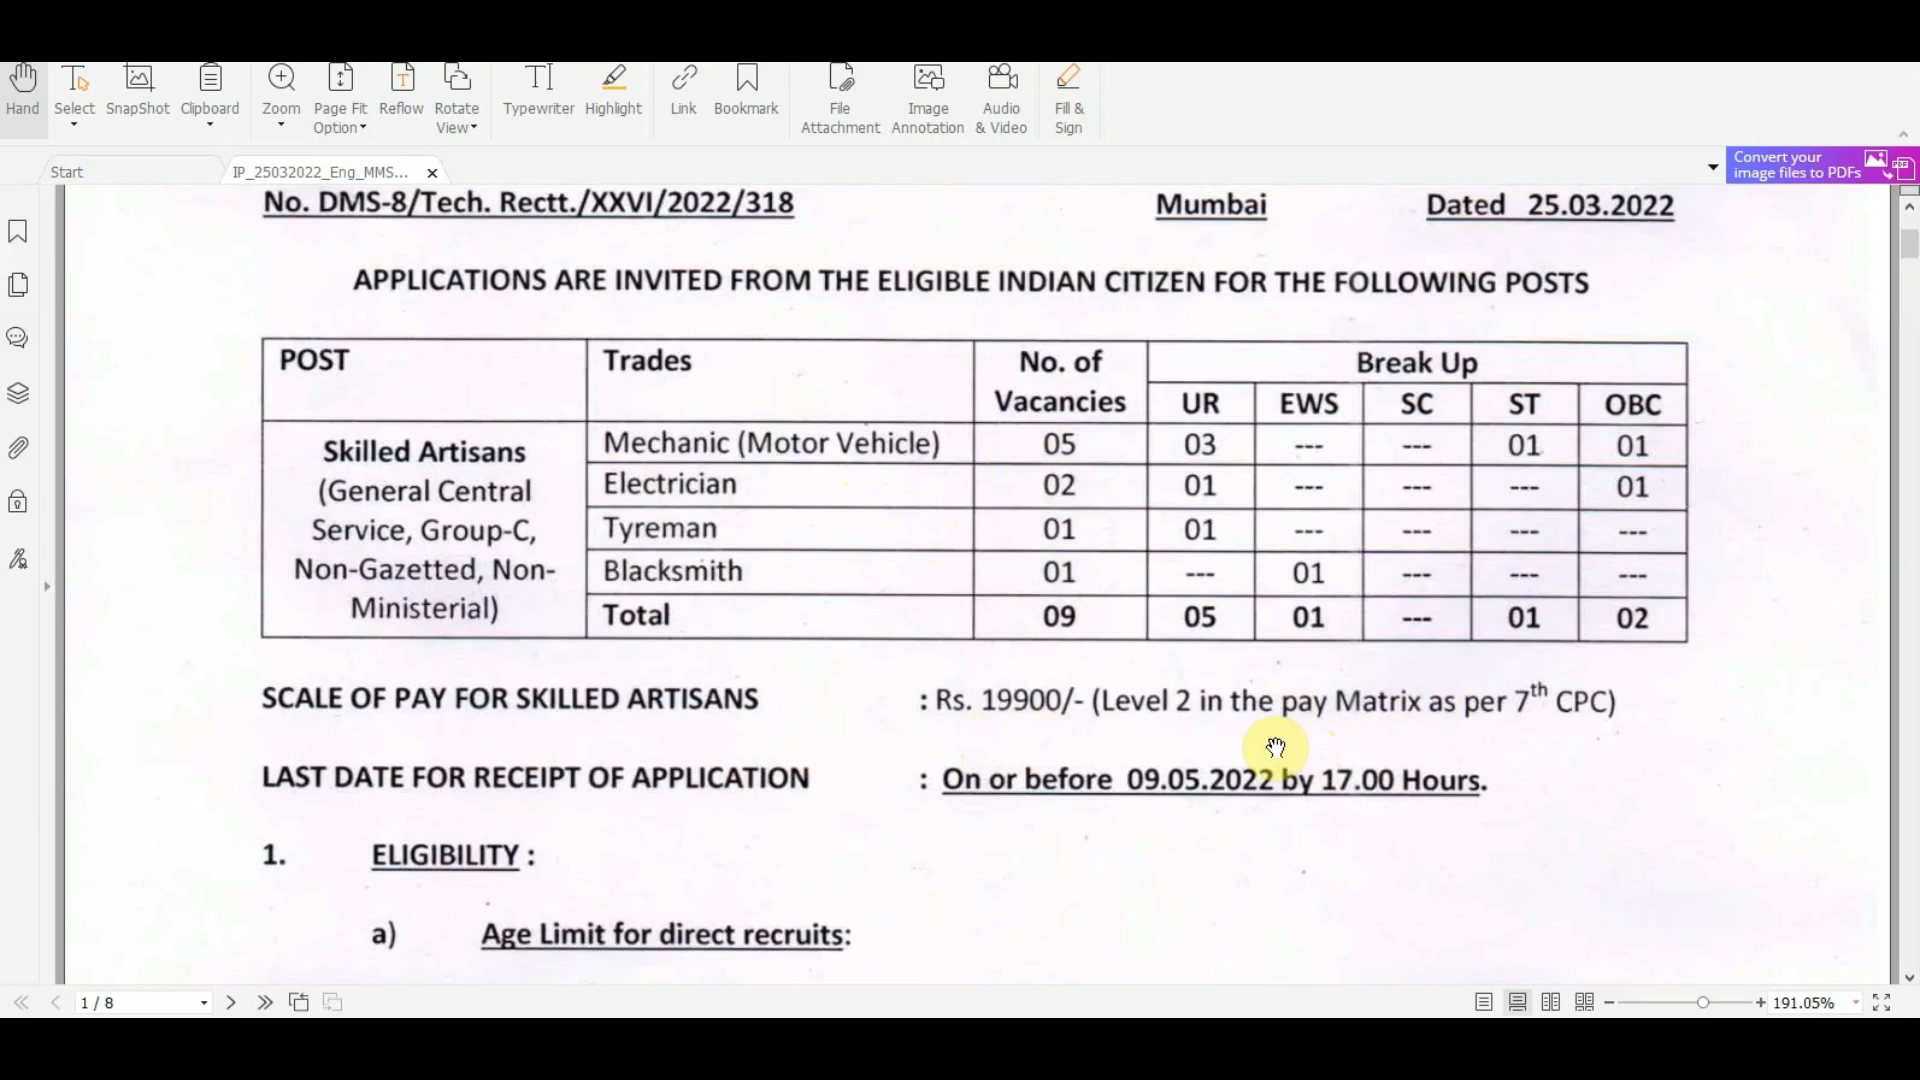 Hand Select SnapShot Clipboard Zoom Page Fit Option Reflow Rotate View Typewriter Highlight Link Bookmark File Attachment Image Annotation Audio & Video Fill & Sign
Start IP_25032022_Eng_MMS... Convert your image files to PDFs
No. DMS-8/Tech. Rectt./XXVI/2022/318 Mumbai Dated 25.03.2022
APPLICATIONS ARE INVITED FROM THE ELIGIBLE INDIAN CITIZEN FOR THE FOLLOWING POSTS
POST Trades No. of Vacancies Break Up
UR EWS SC ST OBC
Skilled Artisans (General Central Service, Group-C, Non-Gazetted, Non-Ministerial)
Mechanic (Motor Vehicle) 05 03 --- --- 01 01
Electrician 02 01 --- --- --- 01
Tyreman 01 01 --- --- --- ---
Blacksmith 01 --- 01 --- --- ---
Total 09 05 01 --- 01 02
SCALE OF PAY FOR SKILLED ARTISANS : Rs. 19900/- (Level 2 in the pay Matrix as per 7th CPC)
LAST DATE FOR RECEIPT OF APPLICATION : On or before 09.05.2022 by 17.00 Hours.
1. ELIGIBILITY :
a) Age Limit for direct recruits:
1 / 8 191.05%